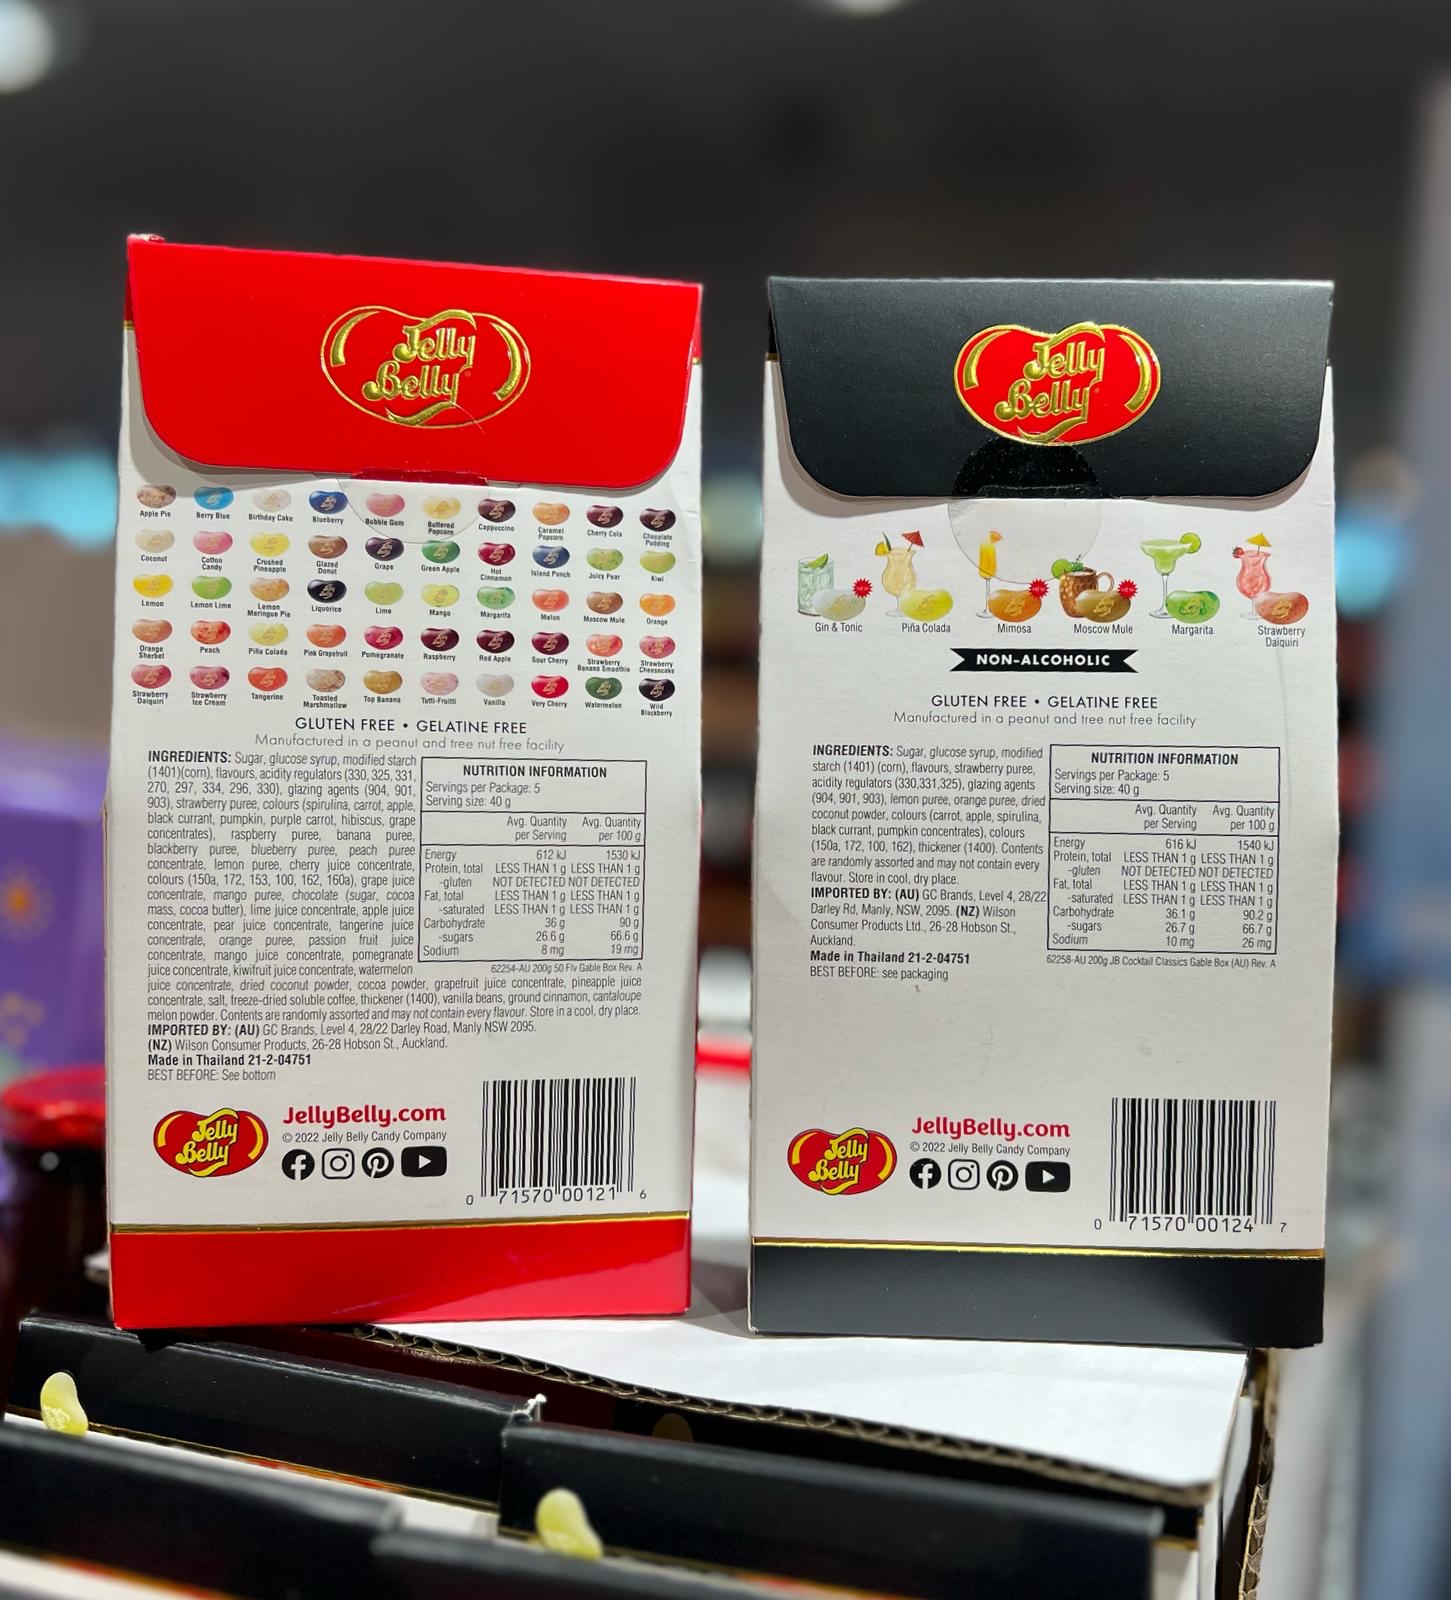 Jelly
Belly
Apple Pie
Berry Blue
Birthday Cake
Blueberry
Bubble Gum
Buttered
Popcorn
Cappuccino
Caramel
Popcorn
Cherry Cola
Chocolate
Pudding
Coconut
Cotton
Candy
Crushed
Pineapple
Glazed
Donut
Grape
Green Apple
Hot
Cinnamon
Island Punch
Juicy Pear
Kiwi
Lemon
Lemon Lime
Lemon
Meringue Pie
Liquorice
Lime
Mango
Margarita
Melon
Moscow Mule
Orange
Orange
Sherbet
Peach
Piña Colada
Pink Grapefruit
Pomegranate
Raspberry
Red Apple
Sour Cherry
Strawberry
Banana Smoothie
Strawberry
Cheesecake
Strawberry
Daiquiri
Strawberry
Ice Cream
Tangerine
Toasted
Marshmallow
Top Banana
Tutti-Fruitti
Vanilla
Very Cherry
Watermelon
Wild
Blackberry
GLUTEN FREE • GELATINE FREE
Manufactured in a peanut and tree nut free facility
INGREDIENTS: Sugar, glucose syrup, modified starch
(1401)(corn), flavours, acidity regulators (330, 325, 331,
270, 297, 334, 296, 330), glazing agents (904, 901,
903), strawberry puree, colours (spirulina, carrot, apple,
black currant, pumpkin, purple carrot, hibiscus, grape
concentrates), raspberry puree, banana puree,
blackberry puree, blueberry puree, peach puree
concentrate, lemon puree, cherry juice concentrate,
colours (150a, 172, 153, 100, 162, 160a), grape juice
concentrate, mango puree, chocolate (sugar, cocoa
mass, cocoa butter), lime juice concentrate, apple juice
concentrate, pear juice concentrate, tangerine juice
concentrate, orange puree, passion fruit juice
concentrate, mango juice concentrate, pomegranate
juice concentrate, kiwifruit juice concentrate, watermelon
juice concentrate, dried coconut powder, cocoa powder, grapefruit juice concentrate, pineapple juice
concentrate, salt, freeze-dried soluble coffee, thickener (1400), vanilla beans, ground cinnamon, cantaloupe
melon powder. Contents are randomly assorted and may not contain every flavour. Store in a cool, dry place.
IMPORTED BY: (AU) GC Brands, Level 4, 28/22 Darley Road, Manly NSW 2095.
(NZ) Wilson Consumer Products, 26-28 Hobson St., Auckland.
Made in Thailand 21-2-04751
BEST BEFORE: See bottom
NUTRITION INFORMATION
Servings per Package: 5
Serving size: 40 g
Avg. Quantity Avg. Quantity
per Serving per 100 g
Energy 612 kJ 1530 kJ
Protein, total LESS THAN 1 g LESS THAN 1 g
-gluten NOT DETECTED NOT DETECTED
Fat, total LESS THAN 1 g LESS THAN 1 g
-saturated LESS THAN 1 g LESS THAN 1 g
Carbohydrate 36 g 90 g
-sugars 26.6 g 66.6 g
Sodium 8 mg 19 mg
62254-AU 200g 50 Flv Gable Box Rev. A
Jelly
Belly
JellyBelly.com
© 2022 Jelly Belly Candy Company
0 71570 00121 6
Jelly
Belly
NEW
NEW
NEW
Gin & Tonic
Piña Colada
Mimosa
Moscow Mule
Margarita
Strawberry
Daiquiri
NON-ALCOHOLIC
GLUTEN FREE • GELATINE FREE
Manufactured in a peanut and tree nut free facility
INGREDIENTS: Sugar, glucose syrup, modified
starch (1401) (corn), flavours, strawberry puree,
acidity regulators (330,331,325), glazing agents
(904, 901, 903), lemon puree, orange puree, dried
coconut powder, colours (carrot, apple, spirulina,
black currant, pumpkin concentrates), colours
(150a, 172, 100, 162), thickener (1400). Contents
are randomly assorted and may not contain every
flavour. Store in cool, dry place.
IMPORTED BY: (AU) GC Brands, Level 4, 28/22
Darley Rd, Manly, NSW, 2095. (NZ) Wilson
Consumer Products Ltd., 26-28 Hobson St.,
Auckland.
Made in Thailand 21-2-04751
BEST BEFORE: see packaging
NUTRITION INFORMATION
Servings per Package: 5
Serving size: 40 g
Avg. Quantity Avg. Quantity
per Serving per 100 g
Energy 616 kJ 1540 kJ
Protein, total LESS THAN 1 g LESS THAN 1 g
-gluten NOT DETECTED NOT DETECTED
Fat, total LESS THAN 1 g LESS THAN 1 g
-saturated LESS THAN 1 g LESS THAN 1 g
Carbohydrate 36.1 g 90.2 g
-sugars 26.7 g 66.7 g
Sodium 10 mg 26 mg
62258-AU 200g JB Cocktail Classics Gable Box (AU) Rev. A
Jelly
Belly
JellyBelly.com
© 2022 Jelly Belly Candy Company
0 71570 00124 7